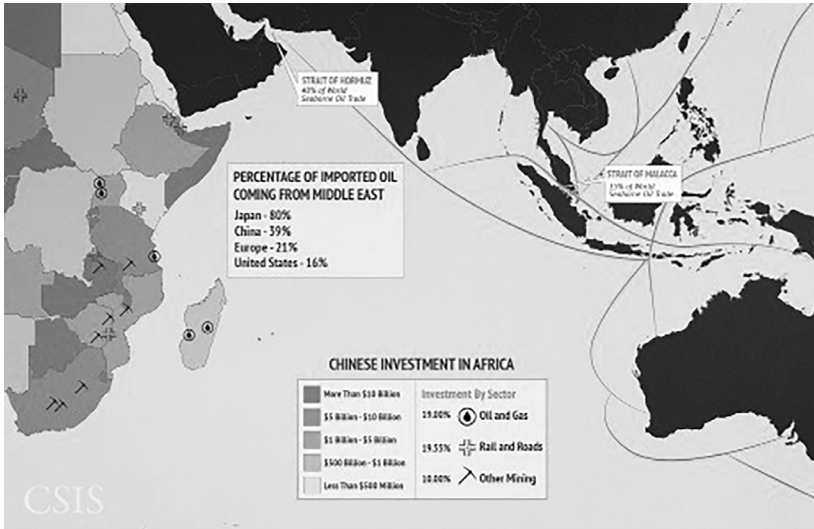 STRAIT OF HORMUZ
40% of World
Seaborne Oil Trade
STRAIT OF MALACCA
15% of World
Seaborne Oil Trade
PERCENTAGE OF IMPORTED OIL
COMING FROM MIDDLE EAST
Japan - 80%
China - 39%
Europe - 21%
United States - 16%
CHINESE INVESTMENT IN AFRICA
More Than $10 Billion
$5 Billion - $10 Billion
$1 Billion - $5 Billion
$500 Billion - $1 Billion
Less Than $500 Million
Investment By Sector
19.00% Oil and Gas
19.55% Rail and Roads
10.00% Other Mining
CSIS